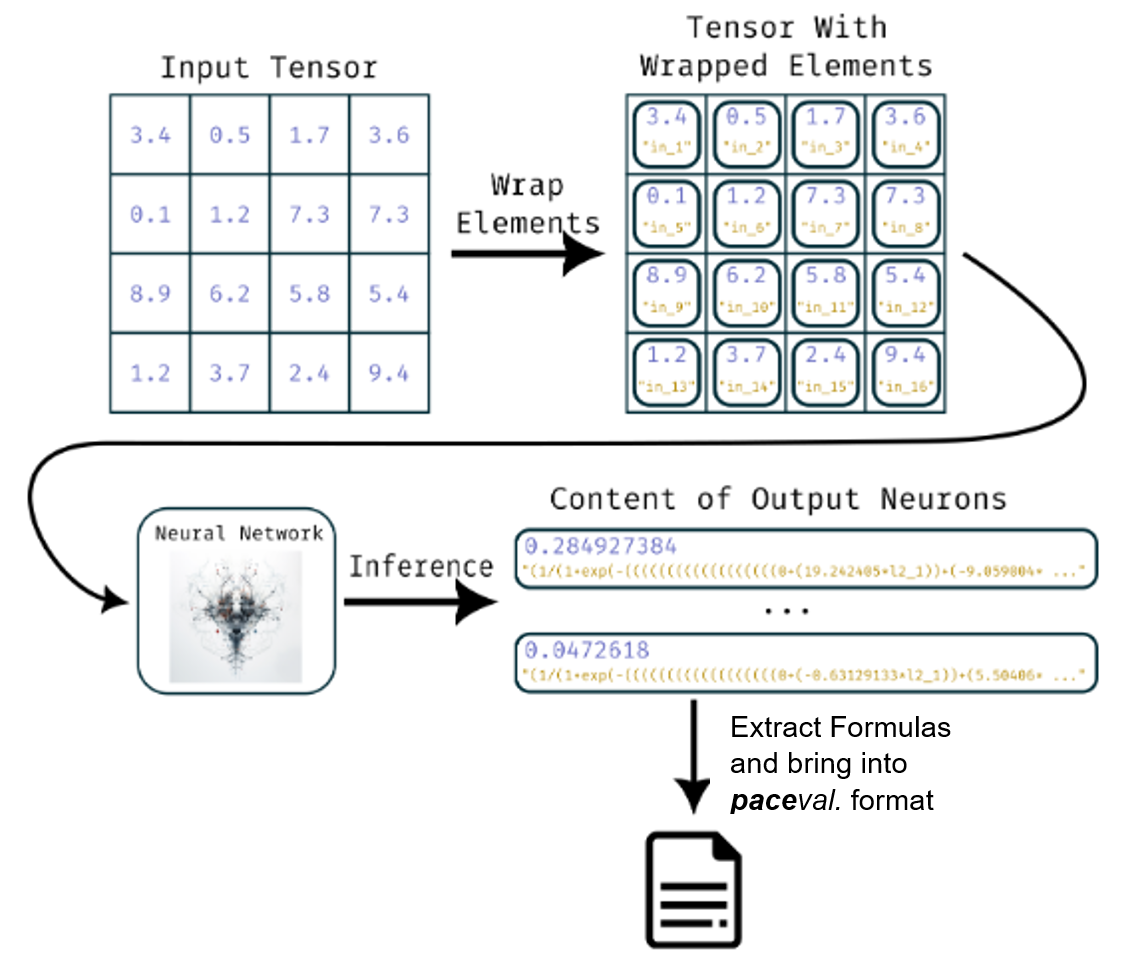 Tensor With
Input Tensor
Wrapped Elements
3.4 0.5 1.7 3.6
0.1 1.2 7.3 7.3
8.9 6.2 5.8 5.4
1.2 3.7 2.4 9.4
Wrap
Elements
3.4 0.5 1.7 3.6
"in_1" "in_2" "in_3" "in_4"
0.1 1.2 7.3 7.3
"in_5" "in_6" "in_7" "in_8"
8.9 6.2 5.8 5.4
"in_9" "in_10" "in_11" "in_12"
1.2 3.7 2.4 9.4
"in_13" "in_14" "in_15" "in_16"
Neural Network
Inference
Content of Output Neurons
0.284927384
"(1/(1+exp(-((((((((((((((((((((0+(19.242405*l2_1))+(-9.059804* ..."
...
0.0472618
"(1/(1+exp(-((((((((((((((((((((0+(-0.63129133*l2_1))+(5.50406* ..."
Extract Formulas
and bring into
paceval. format